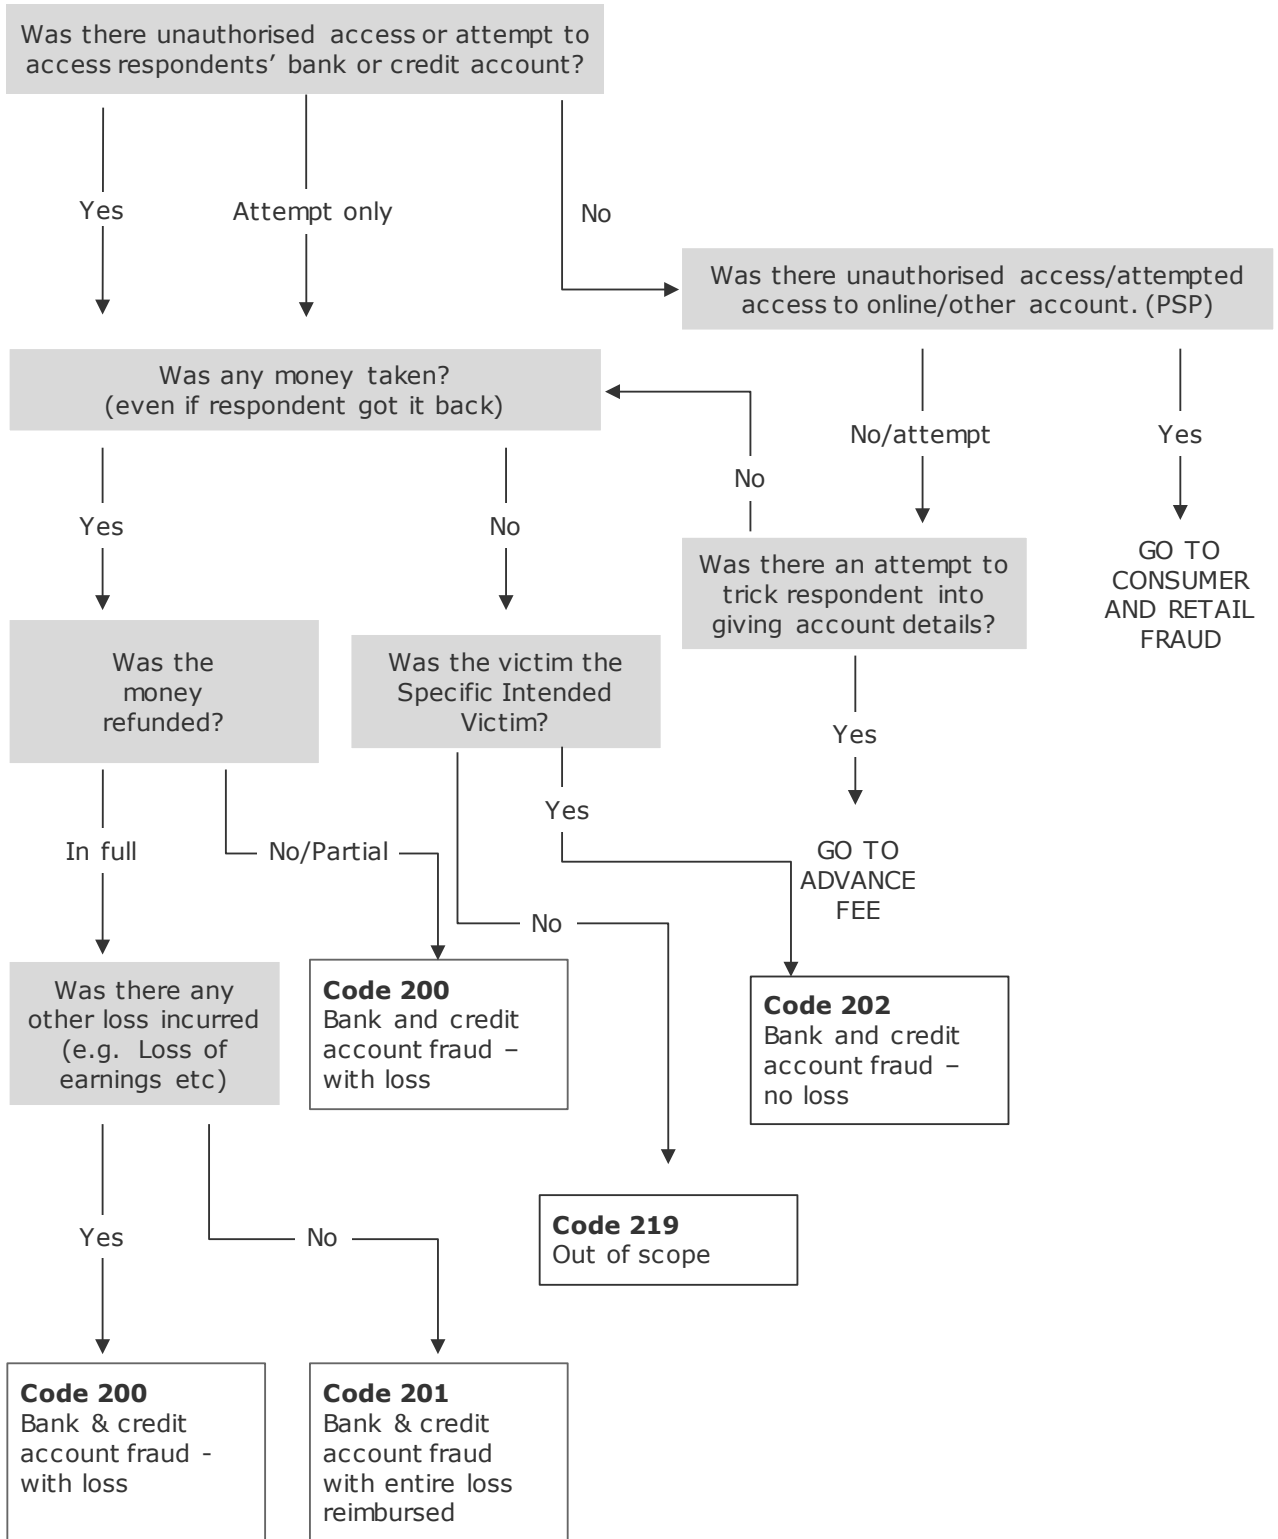 Was there unauthorised access or attempt to
access respondents' bank or credit account?
Yes
Attempt only
No
Was there unauthorised access/attempted
access to online/other account. (PSP)
Was any money taken?
(even if respondent got it back)
No/attempt
Yes
No
Yes
No
Was there an attempt to
trick respondent into
giving account details?
GO TO
CONSUMER
AND RETAIL
FRAUD
Was the
money
refunded?
Was the victim the
Specific Intended
Victim?
Yes
Yes
In full
No/Partial
GO TO
ADVANCE
FEE
No
Was there any
other loss incurred
(e.g. Loss of
earnings etc)
Code 200
Bank and credit
account fraud –
with loss
Code 202
Bank and credit
account fraud –
no loss
Yes
No
Code 219
Out of scope
Code 200
Bank & credit
account fraud -
with loss
Code 201
Bank & credit
account fraud
with entire loss
reimbursed